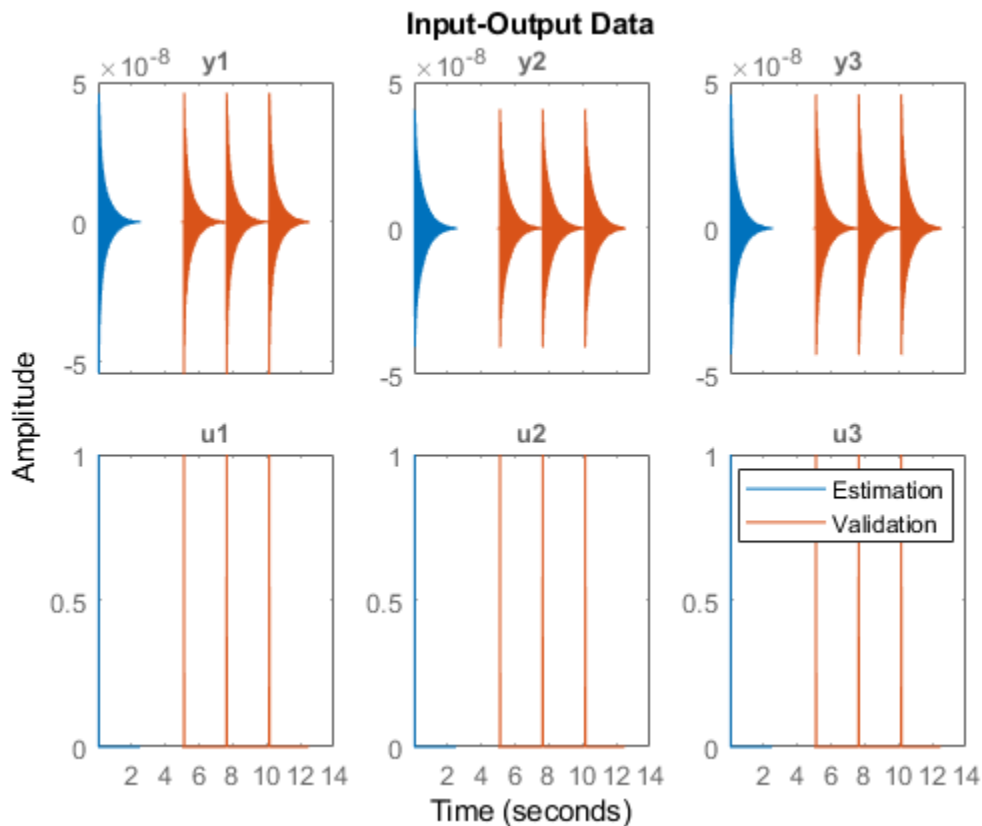 Input-Output Data
×10^-8 y1
×10^-8 y2
×10^-8 y3
5
0
-5
5
0
-5
5
0
-5
Amplitude
u1
u2
u3
1
0.5
0
1
0.5
0
1
0.5
0
Estimation
Validation
2 4 6 8 10 12 14
2 4 6 8 10 12 14
2 4 6 8 10 12 14
Time (seconds)